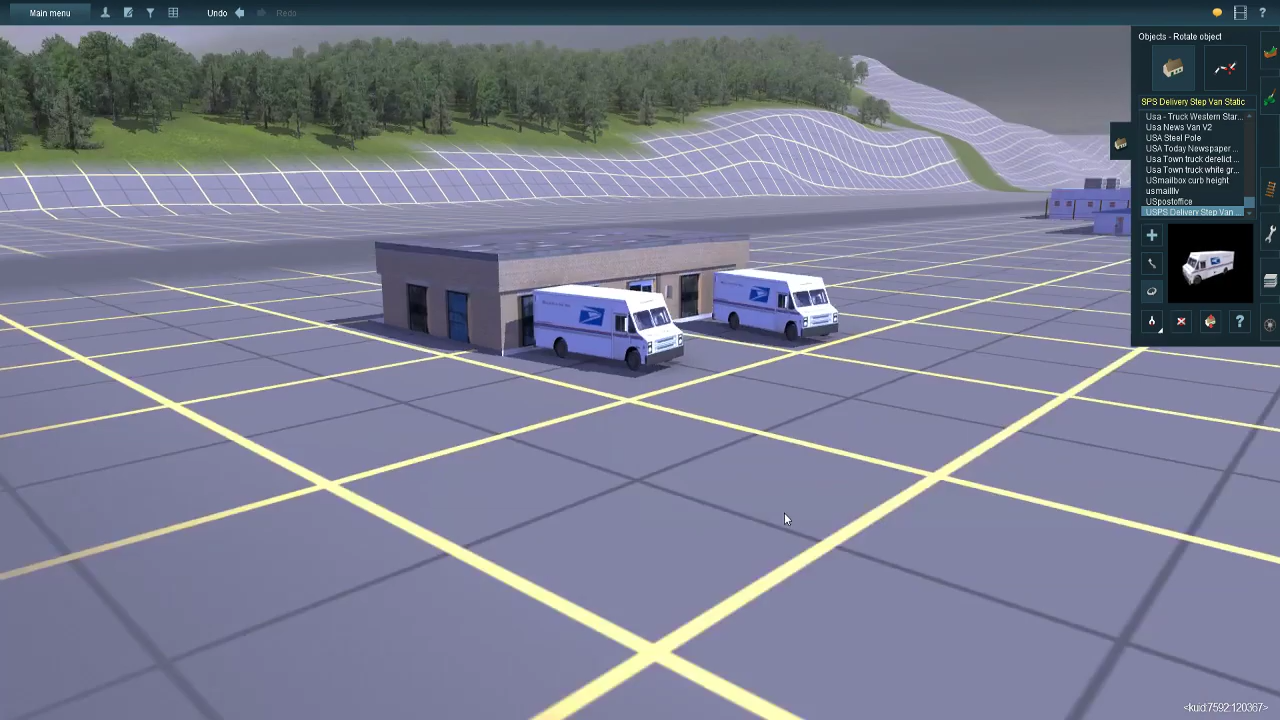 Main menu
Undo
Redo
?
Objects - Rotate object
SPS Delivery Step Van Static
Usa - Truck Western Star...
Usa News Van V2
USA Steel Pole
USA Today Newspaper ...
Usa Town truck derelict ...
Usa Town truck white gr...
USmailbox curb height
usmailllv
USpostoffice
USPS Delivery Step Van ...
?
<kuid:7592:120367>